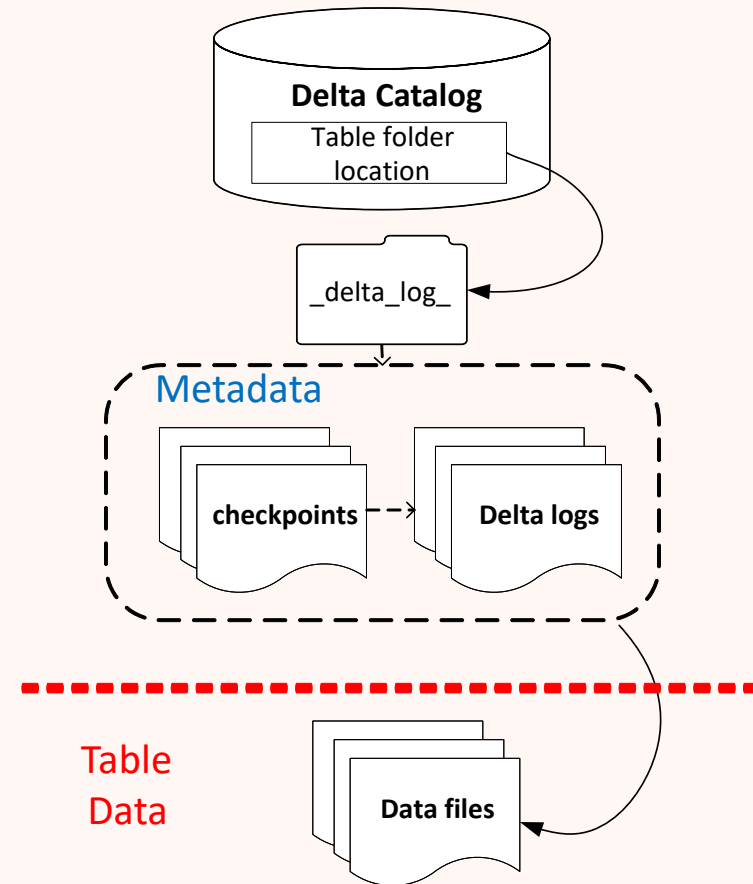 Delta Catalog
Table folder
location
_delta_log_
Metadata
checkpoints
Delta logs
Table
Data
Data files